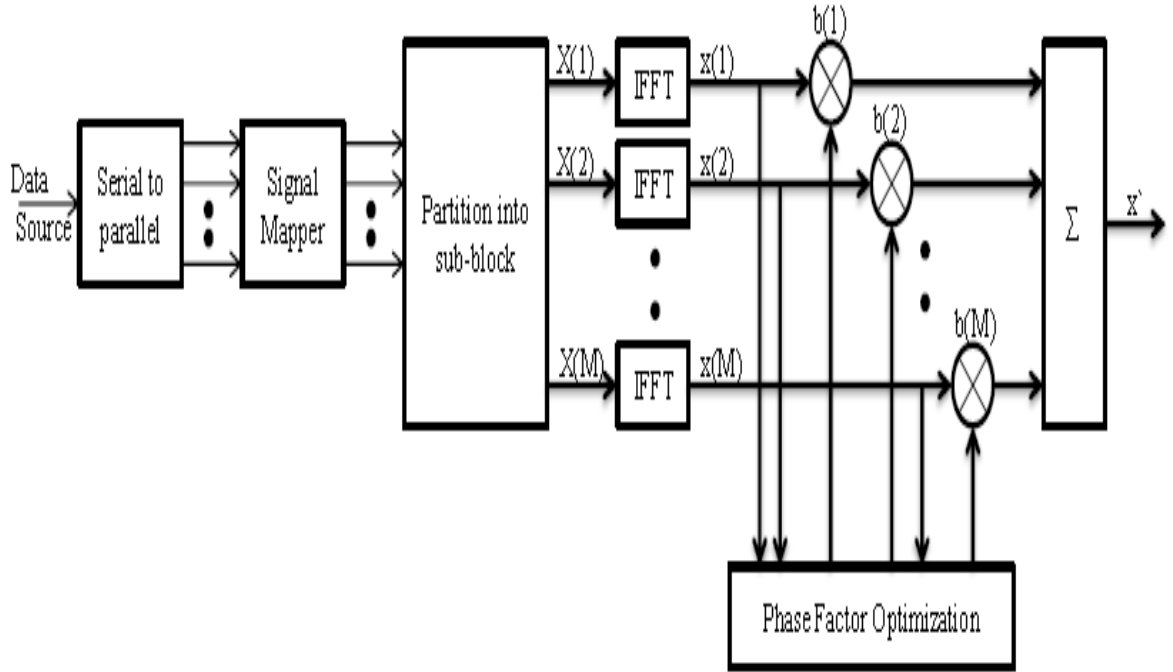 Data
Source
Serial to
parallel
Signal
Mapper
Partition into
sub-block
X(1)
IFFT
x(1)
b(1)
X(2)
IFFT
x(2)
b(2)
X(M)
IFFT
x(M)
b(M)
Σ
x`
Phase Factor Optimization